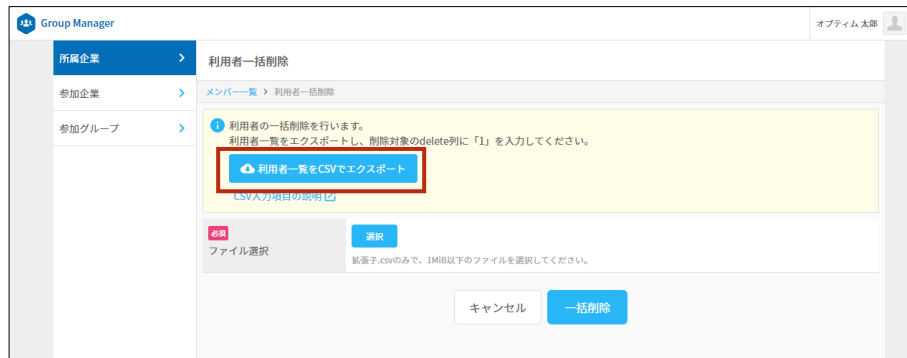 Group Manager
オプティム 太郎
所属企業
参加企業
参加グループ
利用者一括削除
メンバー一覧 > 利用者一括削除
利用者の一括削除を行います。
利用者一覧をエクスポートし、削除対象のdelete列に「1」を入力してください。
利用者一覧をCSVでエクスポート
CSV入力項目の説明
必須
ファイル選択
選択
拡張子.csvのみで、1MiB以下のファイルを選択してください。
キャンセル
一括削除